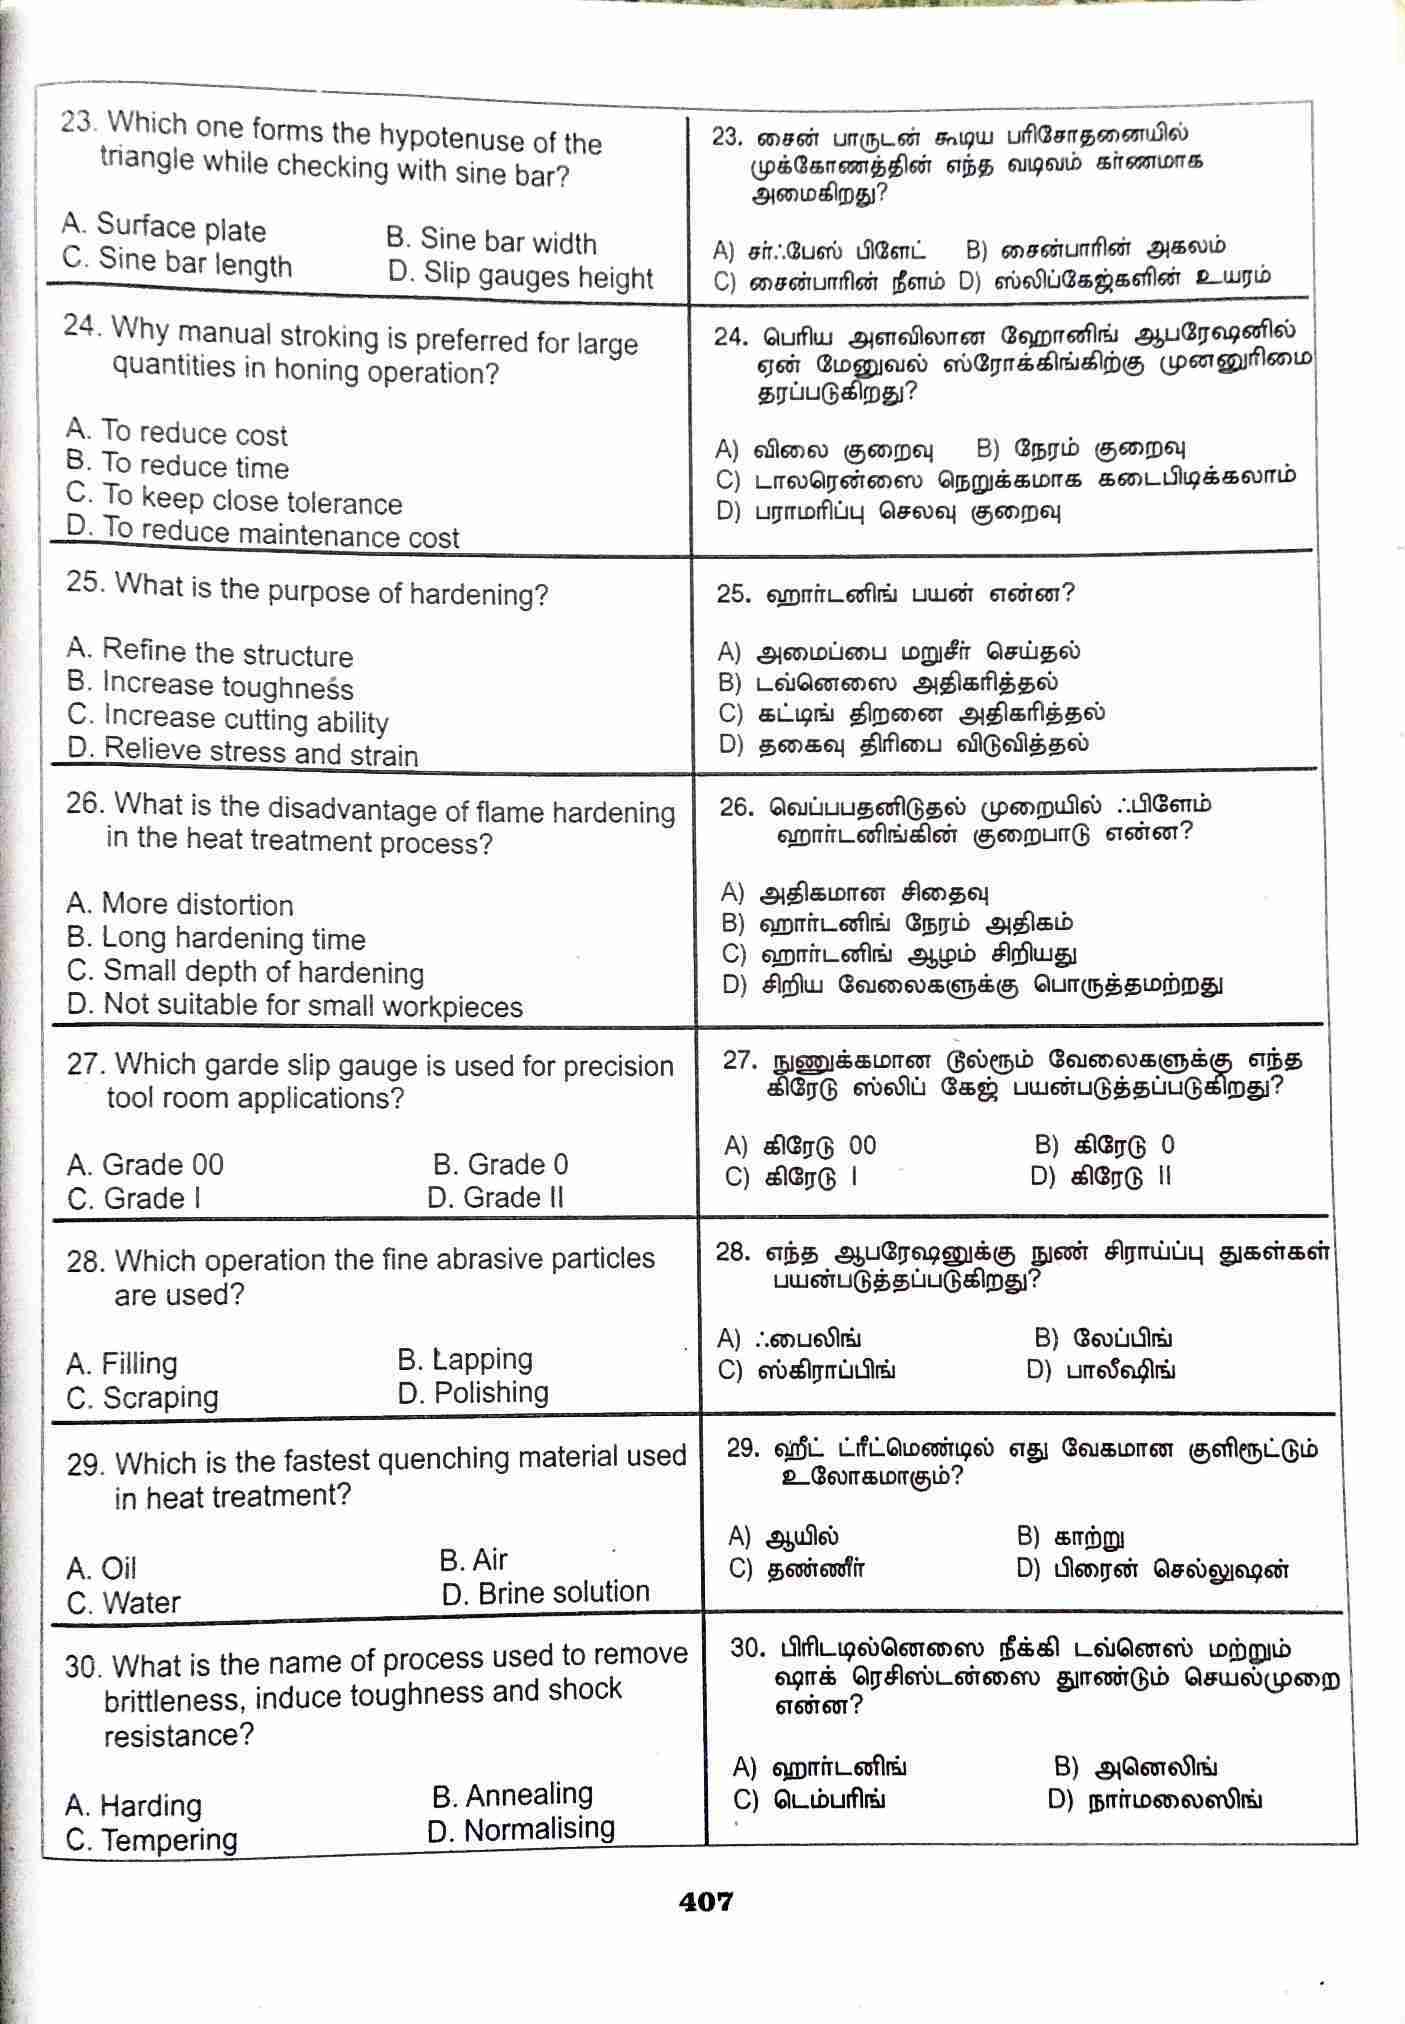 23. Which one forms the hypotenuse of the
triangle while checking with sine bar?
A. Surface plate B. Sine bar width
C. Sine bar length D. Slip gauges height
23. சைன் பாருடன் கூடிய பரிசோதனையில்
முக்கோணத்தின் எந்த வடிவம் கர்ணமாக
அமைகிறது?
A) சர்ஃபேஸ் பிளேட் B) சைன்பாரின் அகலம்
C) சைன்பாரின் நீளம் D) ஸ்லிப்கேஜ்களின் உயரம்
24. Why manual stroking is preferred for large
quantities in honing operation?
A. To reduce cost
B. To reduce time
C. To keep close tolerance
D. To reduce maintenance cost
24. பெரிய அளவிலான ஹோனிங் ஆபரேஷனில்
ஏன் மேனுவல் ஸ்ரோக்கிங்கிற்கு முனனுரிமை
தரப்படுகிறது?
A) விலை குறைவு B) நேரம் குறைவு
C) டாலரென்ஸை நெறுக்கமாக கடைபிடிக்கலாம்
D) பராமரிப்பு செலவு குறைவு
25. What is the purpose of hardening?
A. Refine the structure
B. Increase toughness
C. Increase cutting ability
D. Relieve stress and strain
25. ஹார்டனிங் பயன் என்ன?
A) அமைப்பை மறுசீர் செய்தல்
B) டவ்னெஸை அதிகரித்தல்
C) கட்டிங் திறனை அதிகரித்தல்
D) தகைவு திரிபை விடுவித்தல்
26. What is the disadvantage of flame hardening
in the heat treatment process?
A. More distortion
B. Long hardening time
C. Small depth of hardening
D. Not suitable for small workpieces
26. வெப்பபதனிடுதல் முறையில் ஃபிளேம்
ஹார்டனிங்கின் குறைபாடு என்ன?
A) அதிகமான சிதைவு
B) ஹார்டனிங் நேரம் அதிகம்
C) ஹார்டனிங் ஆழம் சிறியது
D) சிறிய வேலைகளுக்கு பொருத்தமற்றது
27. Which garde slip gauge is used for precision
tool room applications?
A. Grade 00 B. Grade 0
C. Grade I D. Grade II
27. நுணுக்கமான டூல்ரூம் வேலைகளுக்கு எந்த
கிரேடு ஸ்லிப் கேஜ் பயன்படுத்தப்படுகிறது?
A) கிரேடு 00 B) கிரேடு 0
C) கிரேடு I D) கிரேடு II
28. Which operation the fine abrasive particles
are used?
A. Filling B. Lapping
C. Scraping D. Polishing
28. எந்த ஆபரேஷனுக்கு நுண் சிராய்ப்பு துகள்கள்
பயன்படுத்தப்படுகிறது?
A) ஃபைலிங் B) லேப்பிங்
C) ஸ்கிராப்பிங் D) பாலீஷிங்
29. Which is the fastest quenching material used
in heat treatment?
A. Oil B. Air
C. Water D. Brine solution
29. ஹீட் ட்ரீட்மெண்டில் எது வேகமான குளிரூட்டும்
உலோகமாகும்?
A) ஆயில் B) காற்று
C) தண்ணீர் D) பிரைன் செல்லுஷன்
30. What is the name of process used to remove
brittleness, induce toughness and shock
resistance?
A. Harding B. Annealing
C. Tempering D. Normalising
30. பிரிடடில்னெஸை நீக்கி டவ்னெஸ் மற்றும்
ஷாக் ரெசிஸ்டன்ஸை தூண்டும் செயல்முறை
என்ன?
A) ஹார்டனிங் B) அனெலிங்
C) டெம்பரிங் D) நார்மலைஸிங்
407